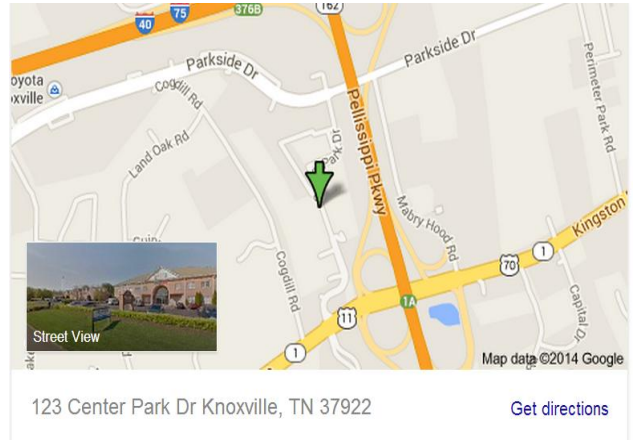 40
75
376B
162
Parkside Dr
Parkside Dr
oyota
xville
Cogdill Rd
Land Oak Rd
Pellissippi Pkwy
Perimeter Park Rd
Park Dr
Mabry Hood Rd
Kingston
70
1
Cogdill Rd
1A
11
Capital Dr
1
Street View
Map data ©2014 Google
123 Center Park Dr Knoxville, TN 37922
Get directions